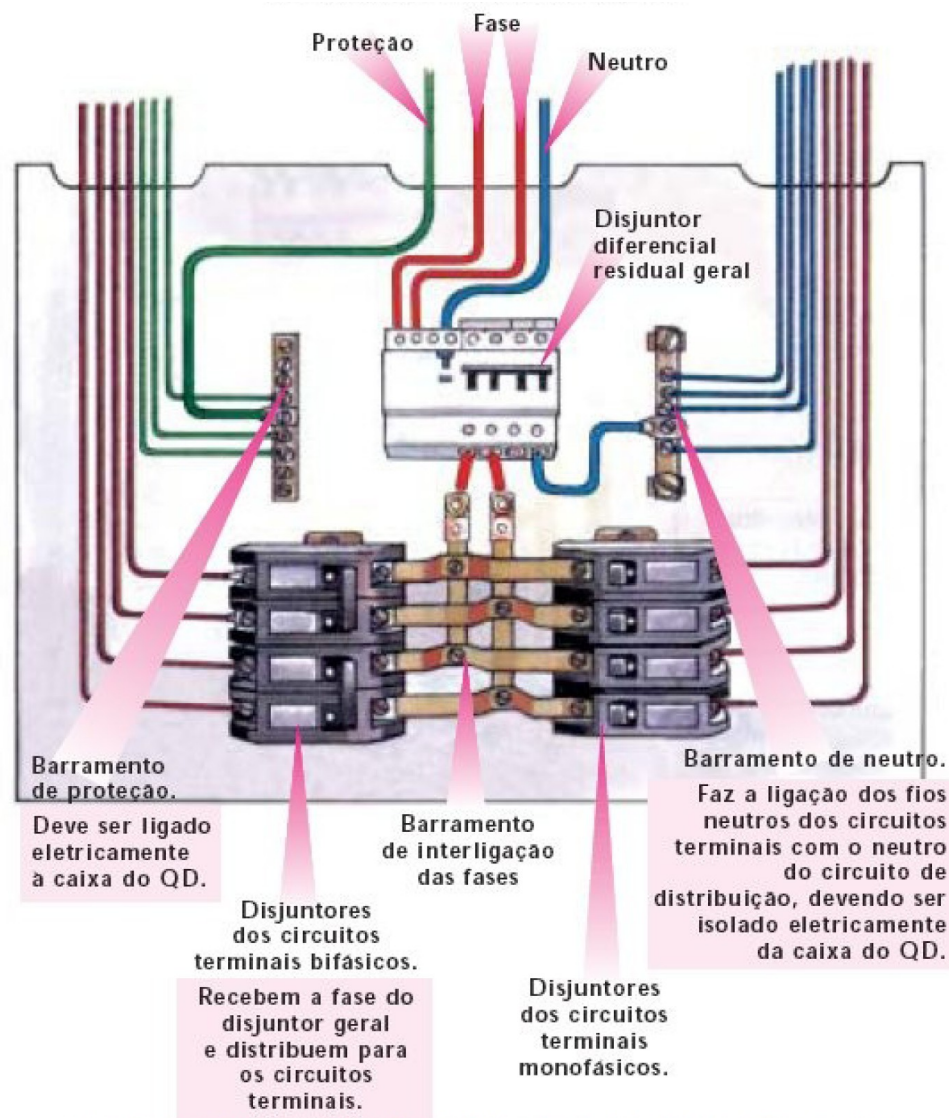 Fase
Proteção
Neutro
Disjuntor
diferencial
residual geral
Barramento
de proteção.
Deve ser ligado
eletricamente
à caixa do QD.
Disjuntores
dos circuitos
terminais bifásicos.
Recebem a fase do
disjuntor geral
e distribuem para
os circuitos
terminais.
Barramento
de interligação
das fases
Disjuntores
dos circuitos
terminais
monofásicos.
Barramento de neutro.
Faz a ligação dos fios
neutros dos circuitos
terminais com o neutro
do circuito de
distribuição, devendo ser
isolado eletricamente
da caixa do QD.